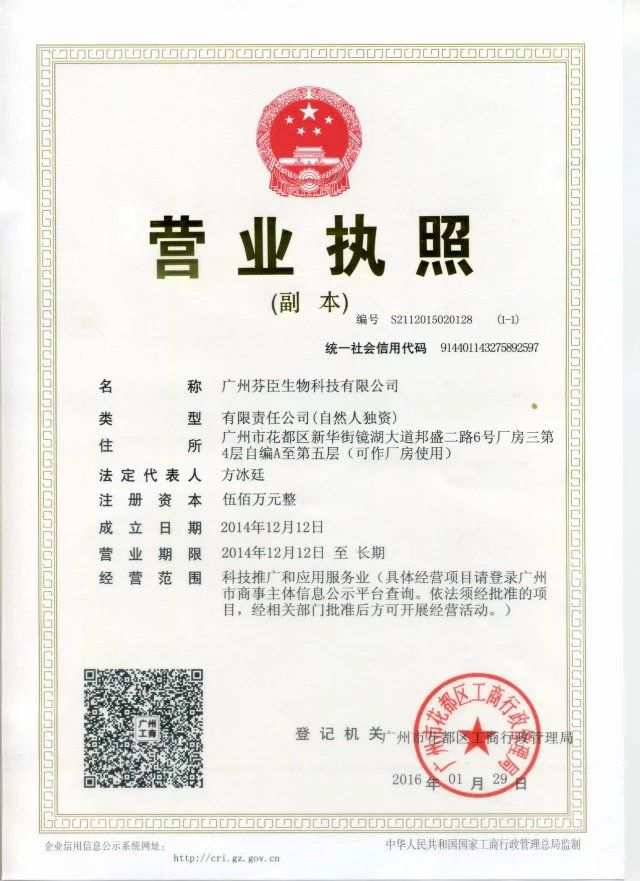 营业执照
(副 本)
编号 S2112015020128 (1-1)
统一社会信用代码 914401143275892597
名称 广州芬臣生物科技有限公司
类型 有限责任公司(自然人独资)
住所 广州市花都区新华街镜湖大道邦盛二路6号厂房三第
4层自编A至第五层（可作厂房使用）
法定代表人 方冰廷
注册资本 伍佰万元整
成立日期 2014年12月12日
营业期限 2014年12月12日 至 长期
经营范围 科技推广和应用服务业（具体经营项目请登录广州
市商事主体信息公示平台查询。依法须经批准的项
目，经相关部门批准后方可开展经营活动。）
广州
工商
广州市花都区工商行政管理局
登记机关 广州市花都区工商行政管理局
2016 年 01 月 29 日
企业信用信息公示系统网址：
http://cri.gz.gov.cn
中华人民共和国国家工商行政管理总局监制